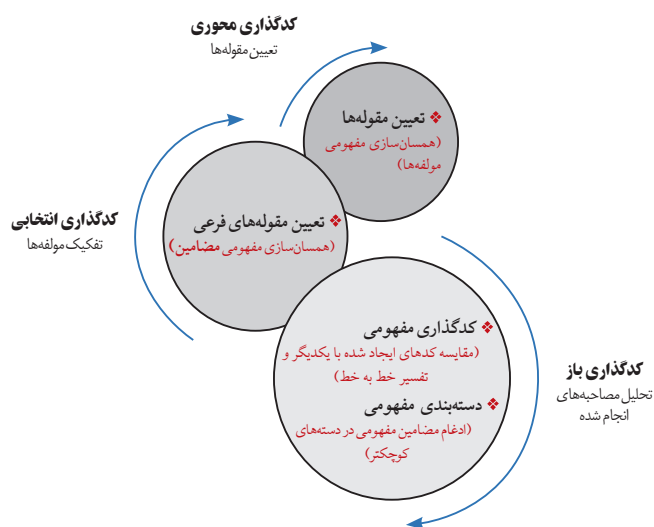 کدگذاری محوری
تعیین مقوله‌ها
❖ تعیین مقوله‌ها
(همسان‌سازی مفهومی
مولفه‌ها)
کدگذاری انتخابی
تفکیک مولفه‌ها
❖ تعیین مقوله‌های فرعی
(همسان‌سازی مفهومی مضامین)
❖ کدگذاری مفهومی
(مقایسه کدهای ایجاد شده با یکدیگر و
تفسیر خط به خط)
❖ دسته‌بندی مفهومی
(ادغام مضامین مفهومی در دسته‌های
کوچکتر)
کدگذاری باز
تحلیل مصاحبه‌های
انجام شده